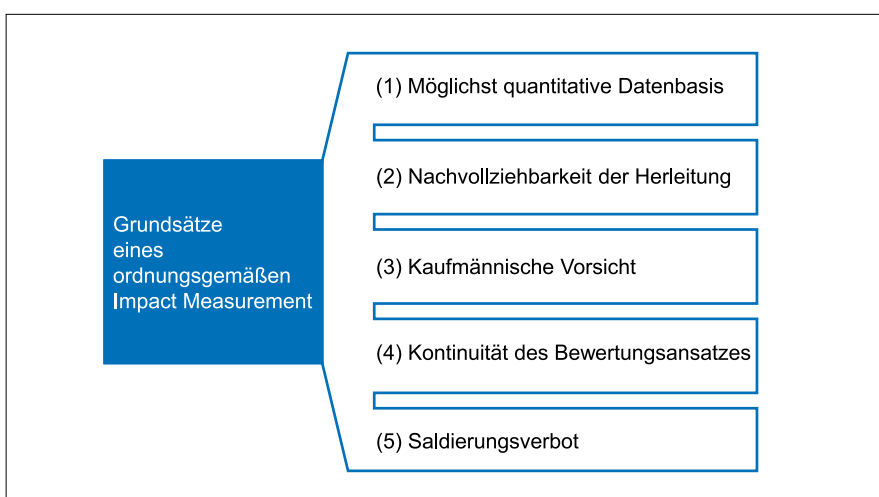 Grundsätze
eines
ordnungsgemäßen
Impact Measurement
(1) Möglichst quantitative Datenbasis
(2) Nachvollziehbarkeit der Herleitung
(3) Kaufmännische Vorsicht
(4) Kontinuität des Bewertungsansatzes
(5) Saldierungsverbot